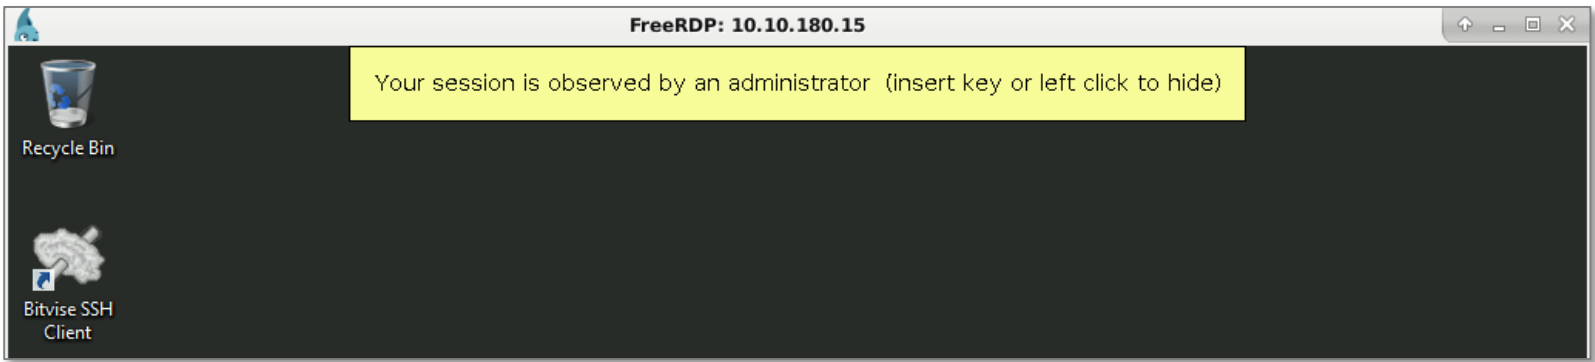 FreeRDP: 10.10.180.15
Your session is observed by an administrator  (insert key or left click to hide)
Recycle Bin
Bitvise SSH
Client